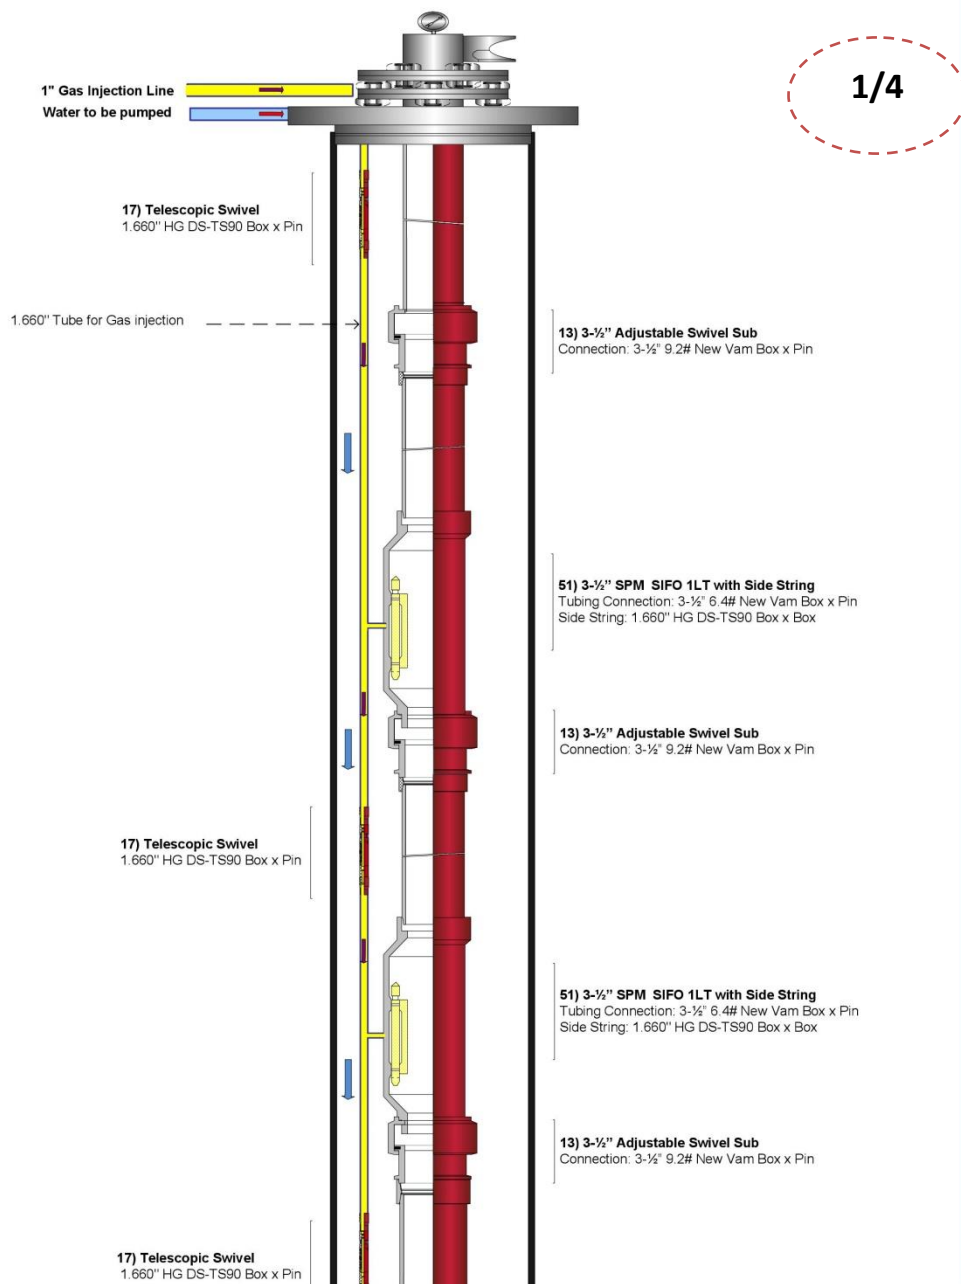 1/4
1" Gas Injection Line
Water to be pumped
17) Telescopic Swivel
1.660" HG DS-TS90 Box x Pin
1.660" Tube for Gas injection
13) 3-½” Adjustable Swivel Sub
Connection: 3-½" 9.2# New Vam Box x Pin
51) 3-½” SPM  SIFO 1LT with Side String
Tubing Connection: 3-½" 6.4# New Vam Box x Pin
Side String: 1.660" HG DS-TS90 Box x Box
13) 3-½” Adjustable Swivel Sub
Connection: 3-½" 9.2# New Vam Box x Pin
17) Telescopic Swivel
1.660" HG DS-TS90 Box x Pin
51) 3-½” SPM  SIFO 1LT with Side String
Tubing Connection: 3-½" 6.4# New Vam Box x Pin
Side String: 1.660" HG DS-TS90 Box x Box
13) 3-½” Adjustable Swivel Sub
Connection: 3-½" 9.2# New Vam Box x Pin
17) Telescopic Swivel
1.660" HG DS-TS90 Box x Pin